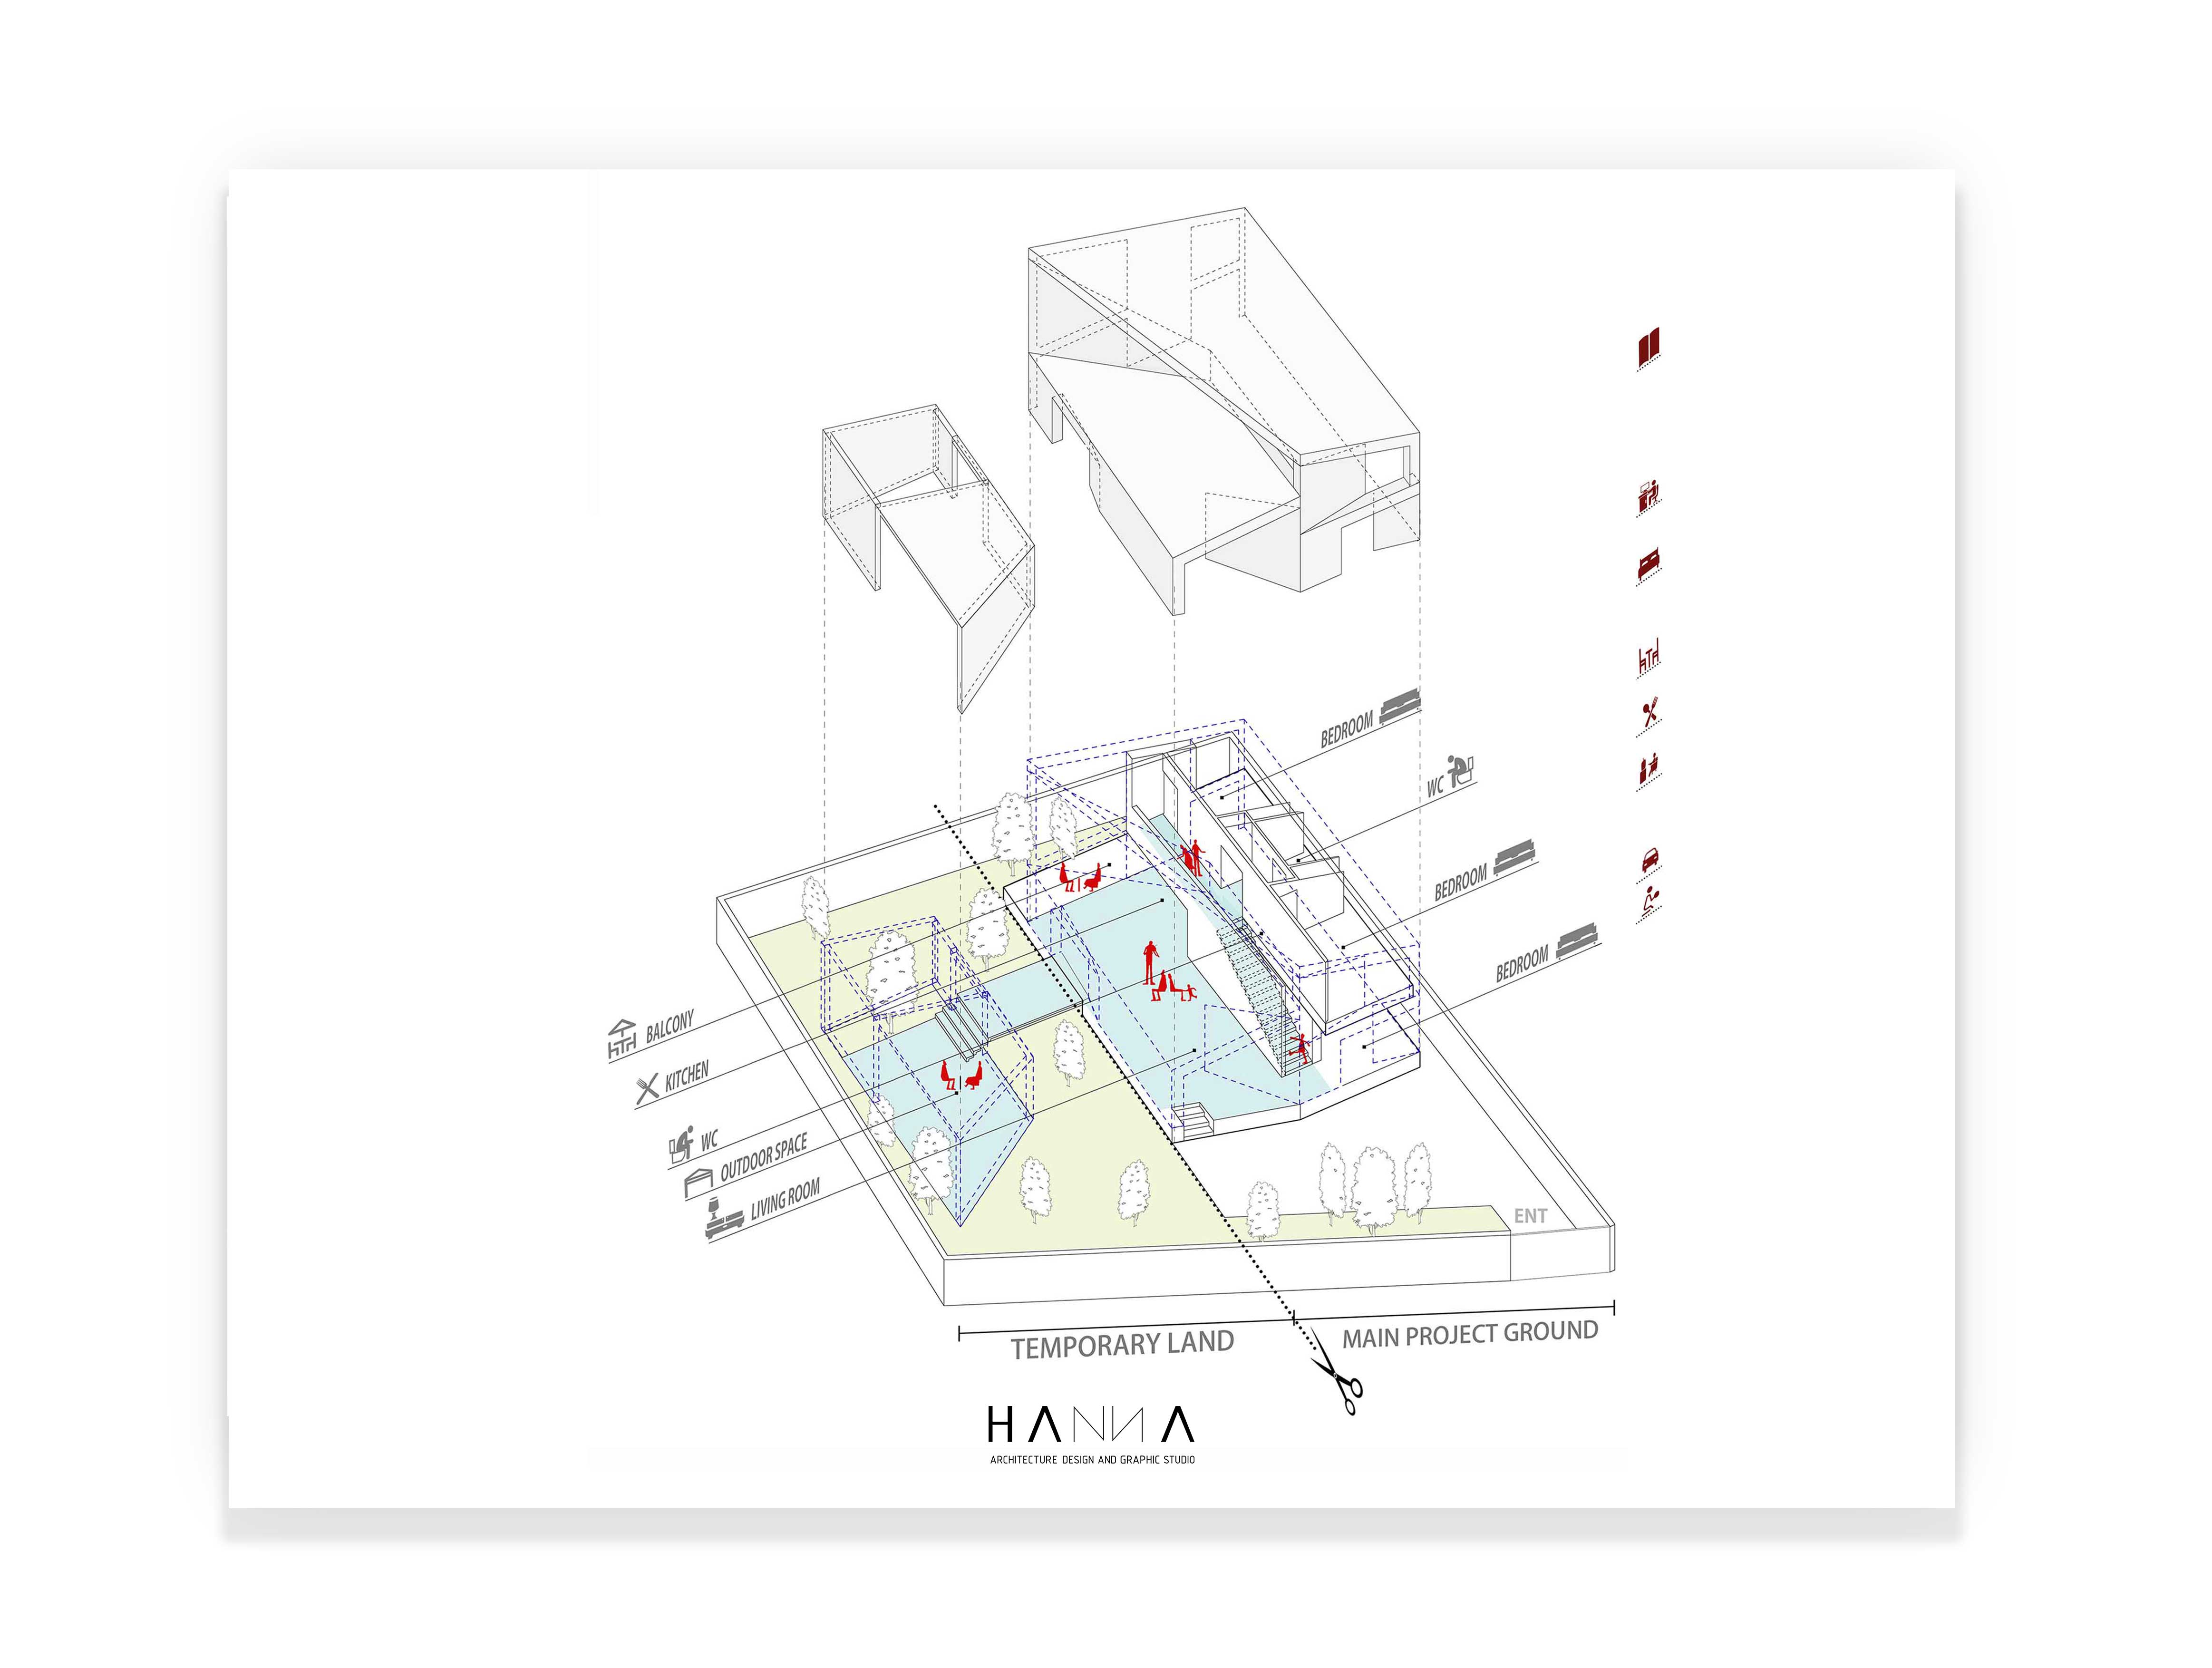 BEDROOM
WC
BEDROOM
BEDROOM
BALCONY
KITCHEN
WC
OUTDOOR SPACE
LIVING ROOM
ENT
TEMPORARY LAND
MAIN PROJECT GROUND
HANNA
ARCHITECTURE DESIGN AND GRAPHIC STUDIO